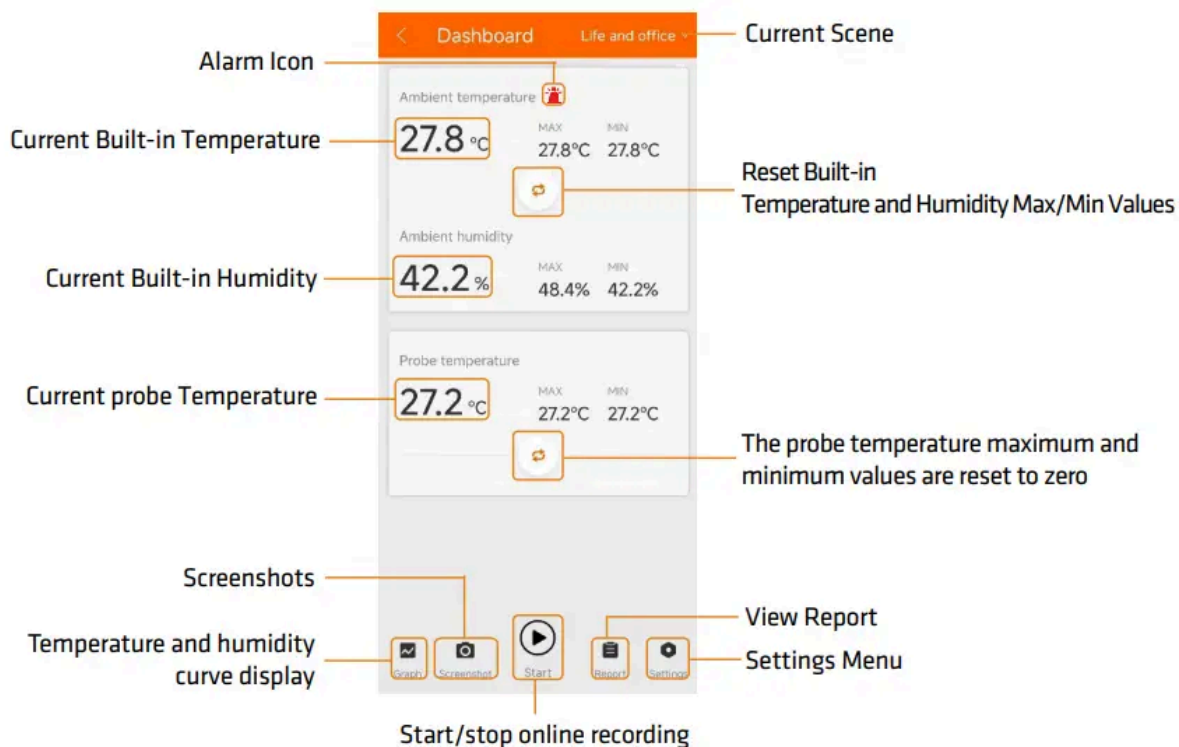 Dashboard
Life and office
Current Scene
Alarm Icon
Ambient temperature
Current Built-in Temperature
27.8 °C
MAX
MIN
27.8°C
27.8°C
Reset Built-in
Temperature and Humidity Max/Min Values
Ambient humidity
Current Built-in Humidity
42.2 %
MAX
MIN
48.4%
42.2%
Probe temperature
Current probe Temperature
27.2 °C
MAX
MIN
27.2°C
27.2°C
The probe temperature maximum and
minimum values are reset to zero
Screenshots
View Report
Temperature and humidity
curve display
Settings Menu
Graph
Screenshot
Start
Report
Settings
Start/stop online recording